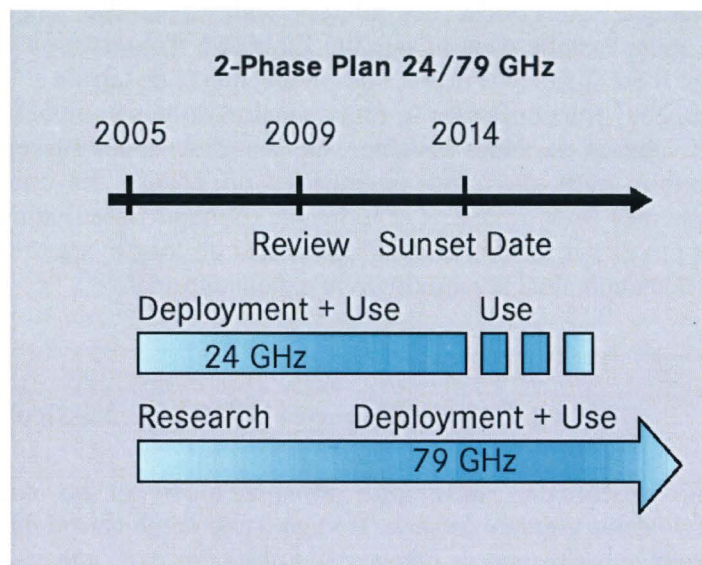 2-Phase Plan 24/79 GHz
2005 2009 2014
Review Sunset Date
Deployment + Use Use
24 GHz
Research Deployment + Use
79 GHz